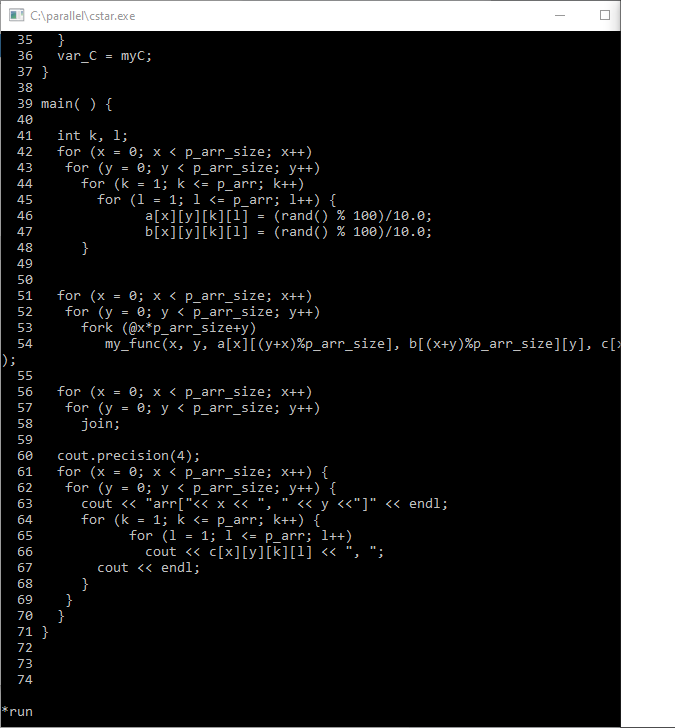 C:\parallel\cstar.exe
35   }
36   var_C = myC;
37 }
38
39 main( ) {
40
41   int k, l;
42   for (x = 0; x < p_arr_size; x++)
43    for (y = 0; y < p_arr_size; y++)
44      for (k = 1; k <= p_arr; k++)
45        for (l = 1; l <= p_arr; l++) {
46              a[x][y][k][l] = (rand() % 100)/10.0;
47              b[x][y][k][l] = (rand() % 100)/10.0;
48      }
49
50
51   for (x = 0; x < p_arr_size; x++)
52    for (y = 0; y < p_arr_size; y++)
53      fork (@x*p_arr_size+y)
54         my_func(x, y, a[x][(y+x)%p_arr_size], b[(x+y)%p_arr_size][y], c[x
);
55
56   for (x = 0; x < p_arr_size; x++)
57    for (y = 0; y < p_arr_size; y++)
58      join;
59
60   cout.precision(4);
61   for (x = 0; x < p_arr_size; x++) {
62    for (y = 0; y < p_arr_size; y++) {
63      cout << "arr["<< x << ", " << y <<"]" << endl;
64      for (k = 1; k <= p_arr; k++) {
65            for (l = 1; l <= p_arr; l++)
66              cout << c[x][y][k][l] << ", ";
67        cout << endl;
68      }
69    }
70   }
71 }
72
73
74
*run